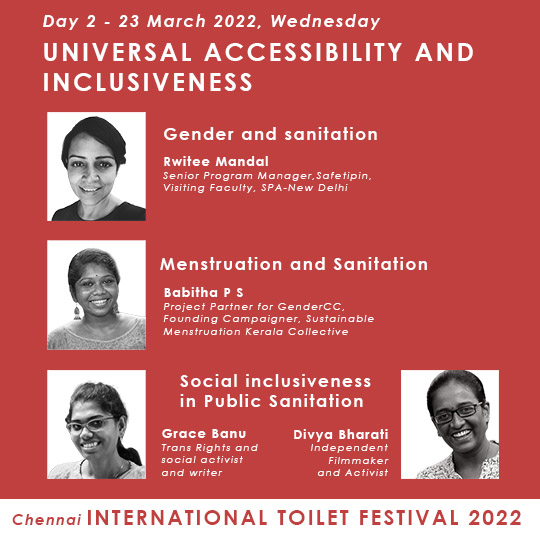 Day 2 - 23 March 2022, Wednesday
UNIVERSAL ACCESSIBILITY AND
INCLUSIVENESS
Gender and sanitation
Rwitee Mandal
Senior Program Manager,Safetipin,
Visiting Faculty, SPA-New Delhi
Menstruation and Sanitation
Babitha P S
Project Partner for GenderCC,
Founding Campaigner, Sustainable
Menstruation Kerala Collective
Social inclusiveness
in Public Sanitation
Grace Banu
Trans Rights and
social activist
and writer
Divya Bharati
Independent
Filmmaker
and Activist
Chennai INTERNATIONAL TOILET FESTIVAL 2022